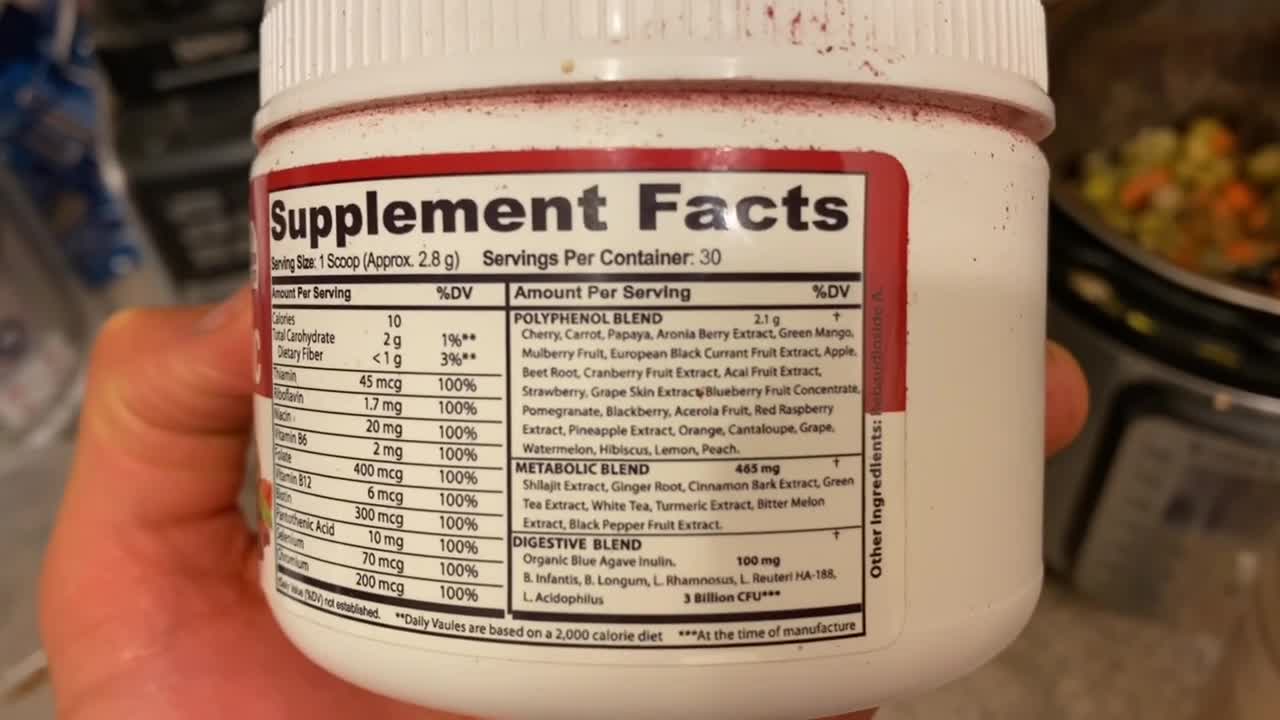 Supplement Facts
Serving Size: 1 Scoop (Approx. 2.8 g) Servings Per Container: 30
Amount Per Serving %DV
Calories 10
Total Carohydrate 2 g 1%**
Dietary Fiber <1 g 3%**
Thiamin 45 mcg 100%
Riboflavin 1.7 mg 100%
Niacin 20 mg 100%
Vitamin B6 2 mg 100%
Folate 400 mcg 100%
Vitamin B12 6 mcg 100%
Biotin 300 mcg 100%
Pantothenic Acid 10 mg 100%
Selenium 70 mcg 100%
Chromium 200 mcg 100%
Amount Per Serving %DV
POLYPHENOL BLEND 2.1 g †
Cherry, Carrot, Papaya, Aronia Berry Extract, Green Mango,
Mulberry Fruit, European Black Currant Fruit Extract, Apple,
Beet Root, Cranberry Fruit Extract, Acai Fruit Extract,
Strawberry, Grape Skin Extract, Blueberry Fruit Concentrate,
Pomegranate, Blackberry, Acerola Fruit, Red Raspberry
Extract, Pineapple Extract, Orange, Cantaloupe, Grape,
Watermelon, Hibiscus, Lemon, Peach.
METABOLIC BLEND 465 mg †
Shilajit Extract, Ginger Root, Cinnamon Bark Extract, Green
Tea Extract, White Tea, Turmeric Extract, Bitter Melon
Extract, Black Pepper Fruit Extract.
DIGESTIVE BLEND †
Organic Blue Agave Inulin. 100 mg
B. Infantis, B. Longum, L. Rhamnosus, L. Reuteri HA-188,
L. Acidophilus 3 Billion CFU***
Daily Value (%DV) not established. **Daily Vaules are based on a 2,000 calorie diet ***At the time of manufacture
Other Ingredients: Rebaudioside A.